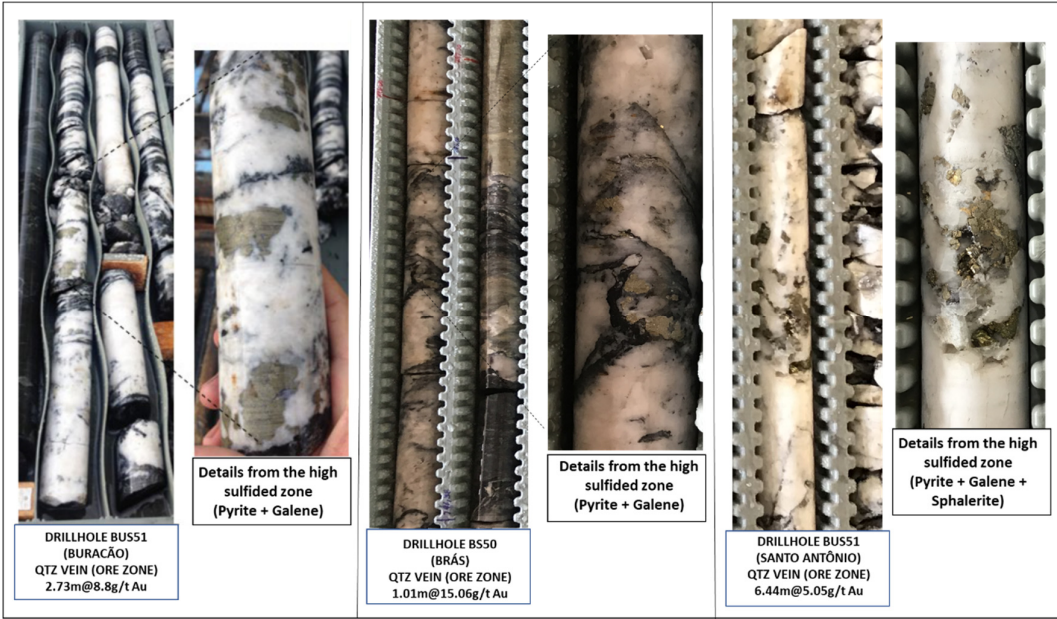 Details from the high
sulfided zone
(Pyrite + Galene)
DRILLHOLE BUS51
(BURACÃO)
QTZ VEIN (ORE ZONE)
2.73m@8.8g/t Au
Details from the high
sulfided zone
(Pyrite + Galene)
DRILLHOLE BS50
(BRÁS)
QTZ VEIN (ORE ZONE)
1.01m@15.06g/t Au
Details from the high
sulfided zone
(Pyrite + Galene +
Sphalerite)
DRILLHOLE BUS51
(SANTO ANTÔNIO)
QTZ VEIN (ORE ZONE)
6.44m@5.05g/t Au